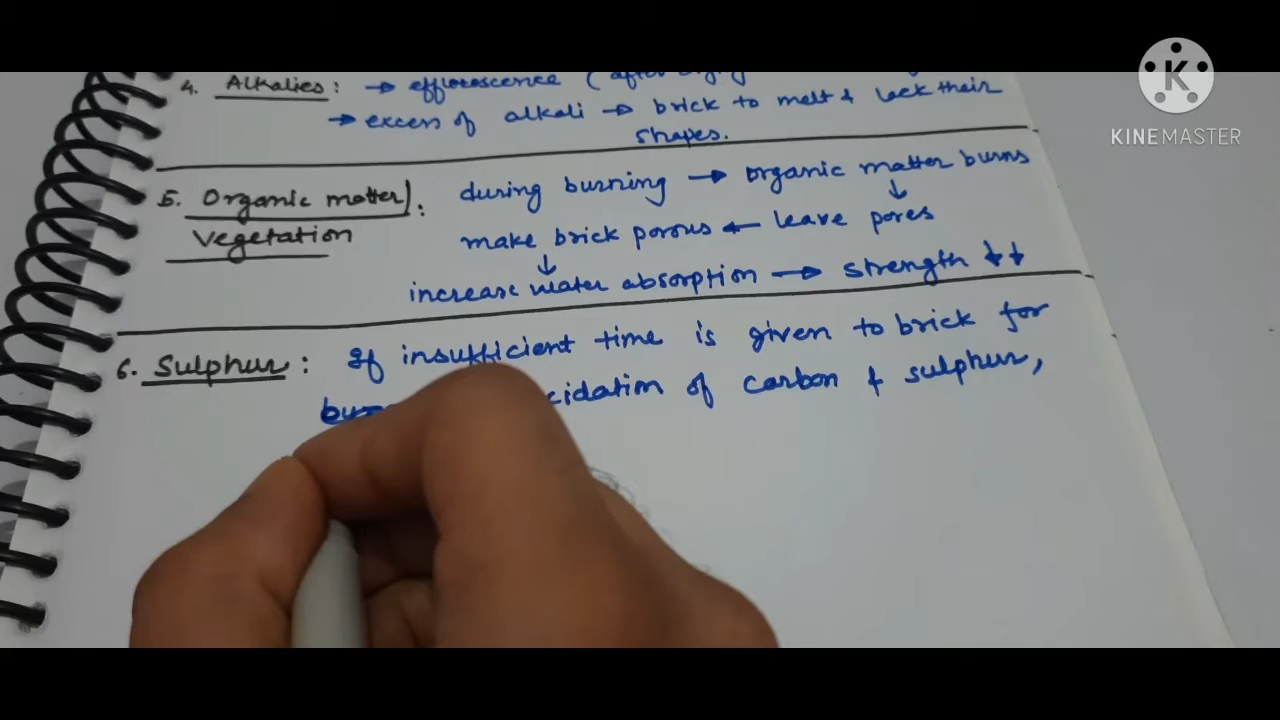 4. Alkalies : → efflorescence (after
→ excess of alkali → brick to melt & lack their
shapes.
5. Organic matter/ : during burning → organic matter burns
↓
Vegetation make brick porous ← leave pores
↓
increase water absorption → strength ↓↓
6. Sulphur : If insufficient time is given to brick for
of carbon & sulphur,
K
KINEMASTER